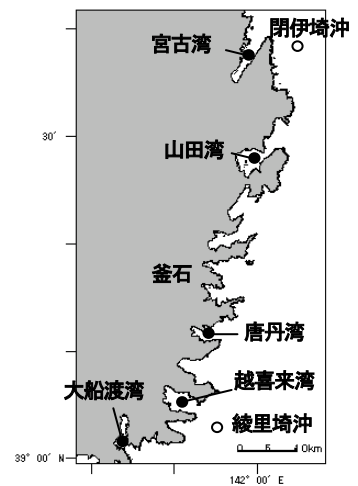 閉伊埼沖
宮古湾
30′
山田湾
釜石
唐丹湾
越喜来湾
大船渡湾
綾里埼沖
0 5 10km
39° 00′ N
142° 00′ E